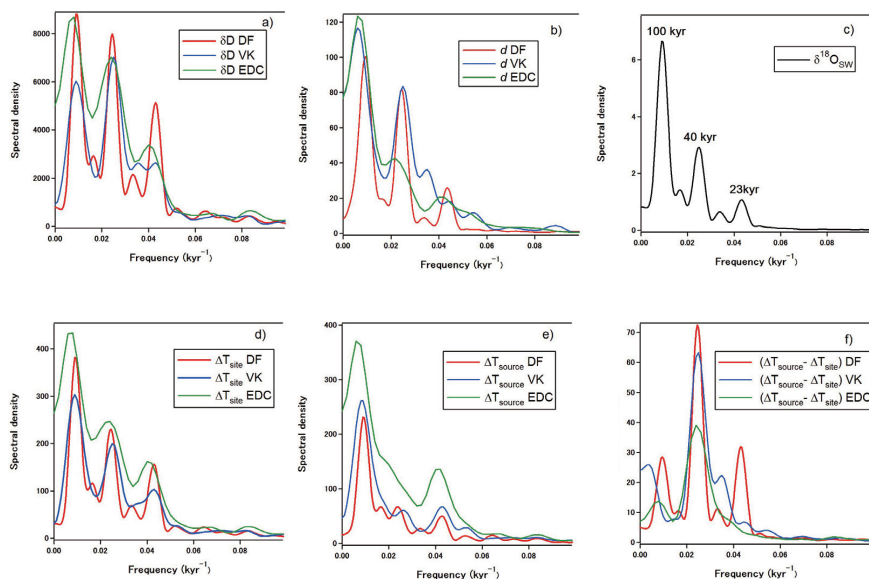 a)
δD DF
δD VK
δD EDC
Spectral density
8000
6000
4000
2000
0
0.00 0.02 0.04 0.06 0.08
Frequency (kyr⁻¹)
b)
d DF
d VK
d EDC
Spectral density
120
100
80
60
40
20
0
0.00 0.02 0.04 0.06 0.08
Frequency (kyr⁻¹)
c)
100 kyr
δ¹⁸O_SW
40 kyr
23kyr
Spectral density
6
4
2
0
0.00 0.02 0.04 0.06 0.08
Frequency (kyr⁻¹)
d)
ΔT_site DF
ΔT_site VK
ΔT_site EDC
Spectral density
400
300
200
100
0
0.00 0.02 0.04 0.06 0.08
Frequency (kyr⁻¹)
e)
ΔT_source DF
ΔT_source VK
ΔT_source EDC
Spectral density
400
300
200
100
0
0.00 0.02 0.04 0.06 0.08
Frequency (kyr⁻¹)
f)
(ΔT_source- ΔT_site) DF
(ΔT_source- ΔT_site) VK
(ΔT_source- ΔT_site) EDC
Spectral density
70
60
50
40
30
20
10
0
0.00 0.02 0.04 0.06 0.08
Frequency (kyr⁻¹)